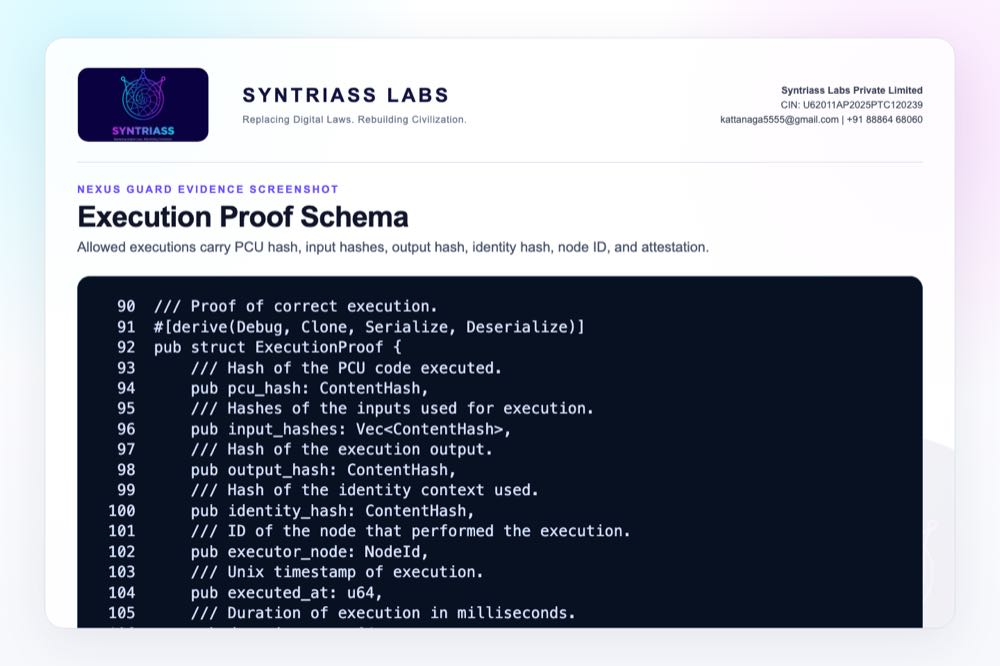 SYNTRIASS
SYNTRIASS LABS
Replacing Digital Laws. Rebuilding Civilization.
Syntriass Labs Private Limited
CIN: U62011AP2025PTC120239
kattanaga5555@gmail.com | +91 88864 68060
NEXUS GUARD EVIDENCE SCREENSHOT
Execution Proof Schema
Allowed executions carry PCU hash, input hashes, output hash, identity hash, node ID, and attestation.
90 /// Proof of correct execution.
91 #[derive(Debug, Clone, Serialize, Deserialize)]
92 pub struct ExecutionProof {
93 /// Hash of the PCU code executed.
94 pub pcu_hash: ContentHash,
95 /// Hashes of the inputs used for execution.
96 pub input_hashes: Vec<ContentHash>,
97 /// Hash of the execution output.
98 pub output_hash: ContentHash,
99 /// Hash of the identity context used.
100 pub identity_hash: ContentHash,
101 /// ID of the node that performed the execution.
102 pub executor_node: NodeId,
103 /// Unix timestamp of execution.
104 pub executed_at: u64,
105 /// Duration of execution in milliseconds.